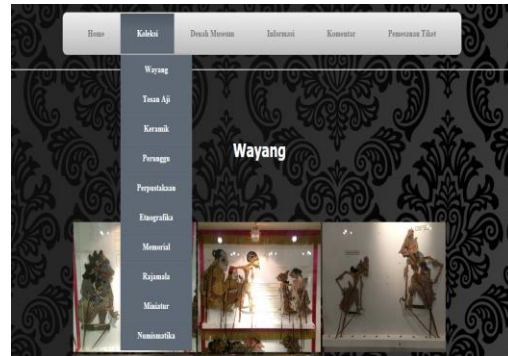 Home Koleksi Denah Museum Informasi Komentar Pemesanan Tiket
Wayang
Tosan Aji
Keramik
Perunggu
Perpustakaan
Etnografika
Memorial
Rajamala
Miniatur
Numismatika
Wayang